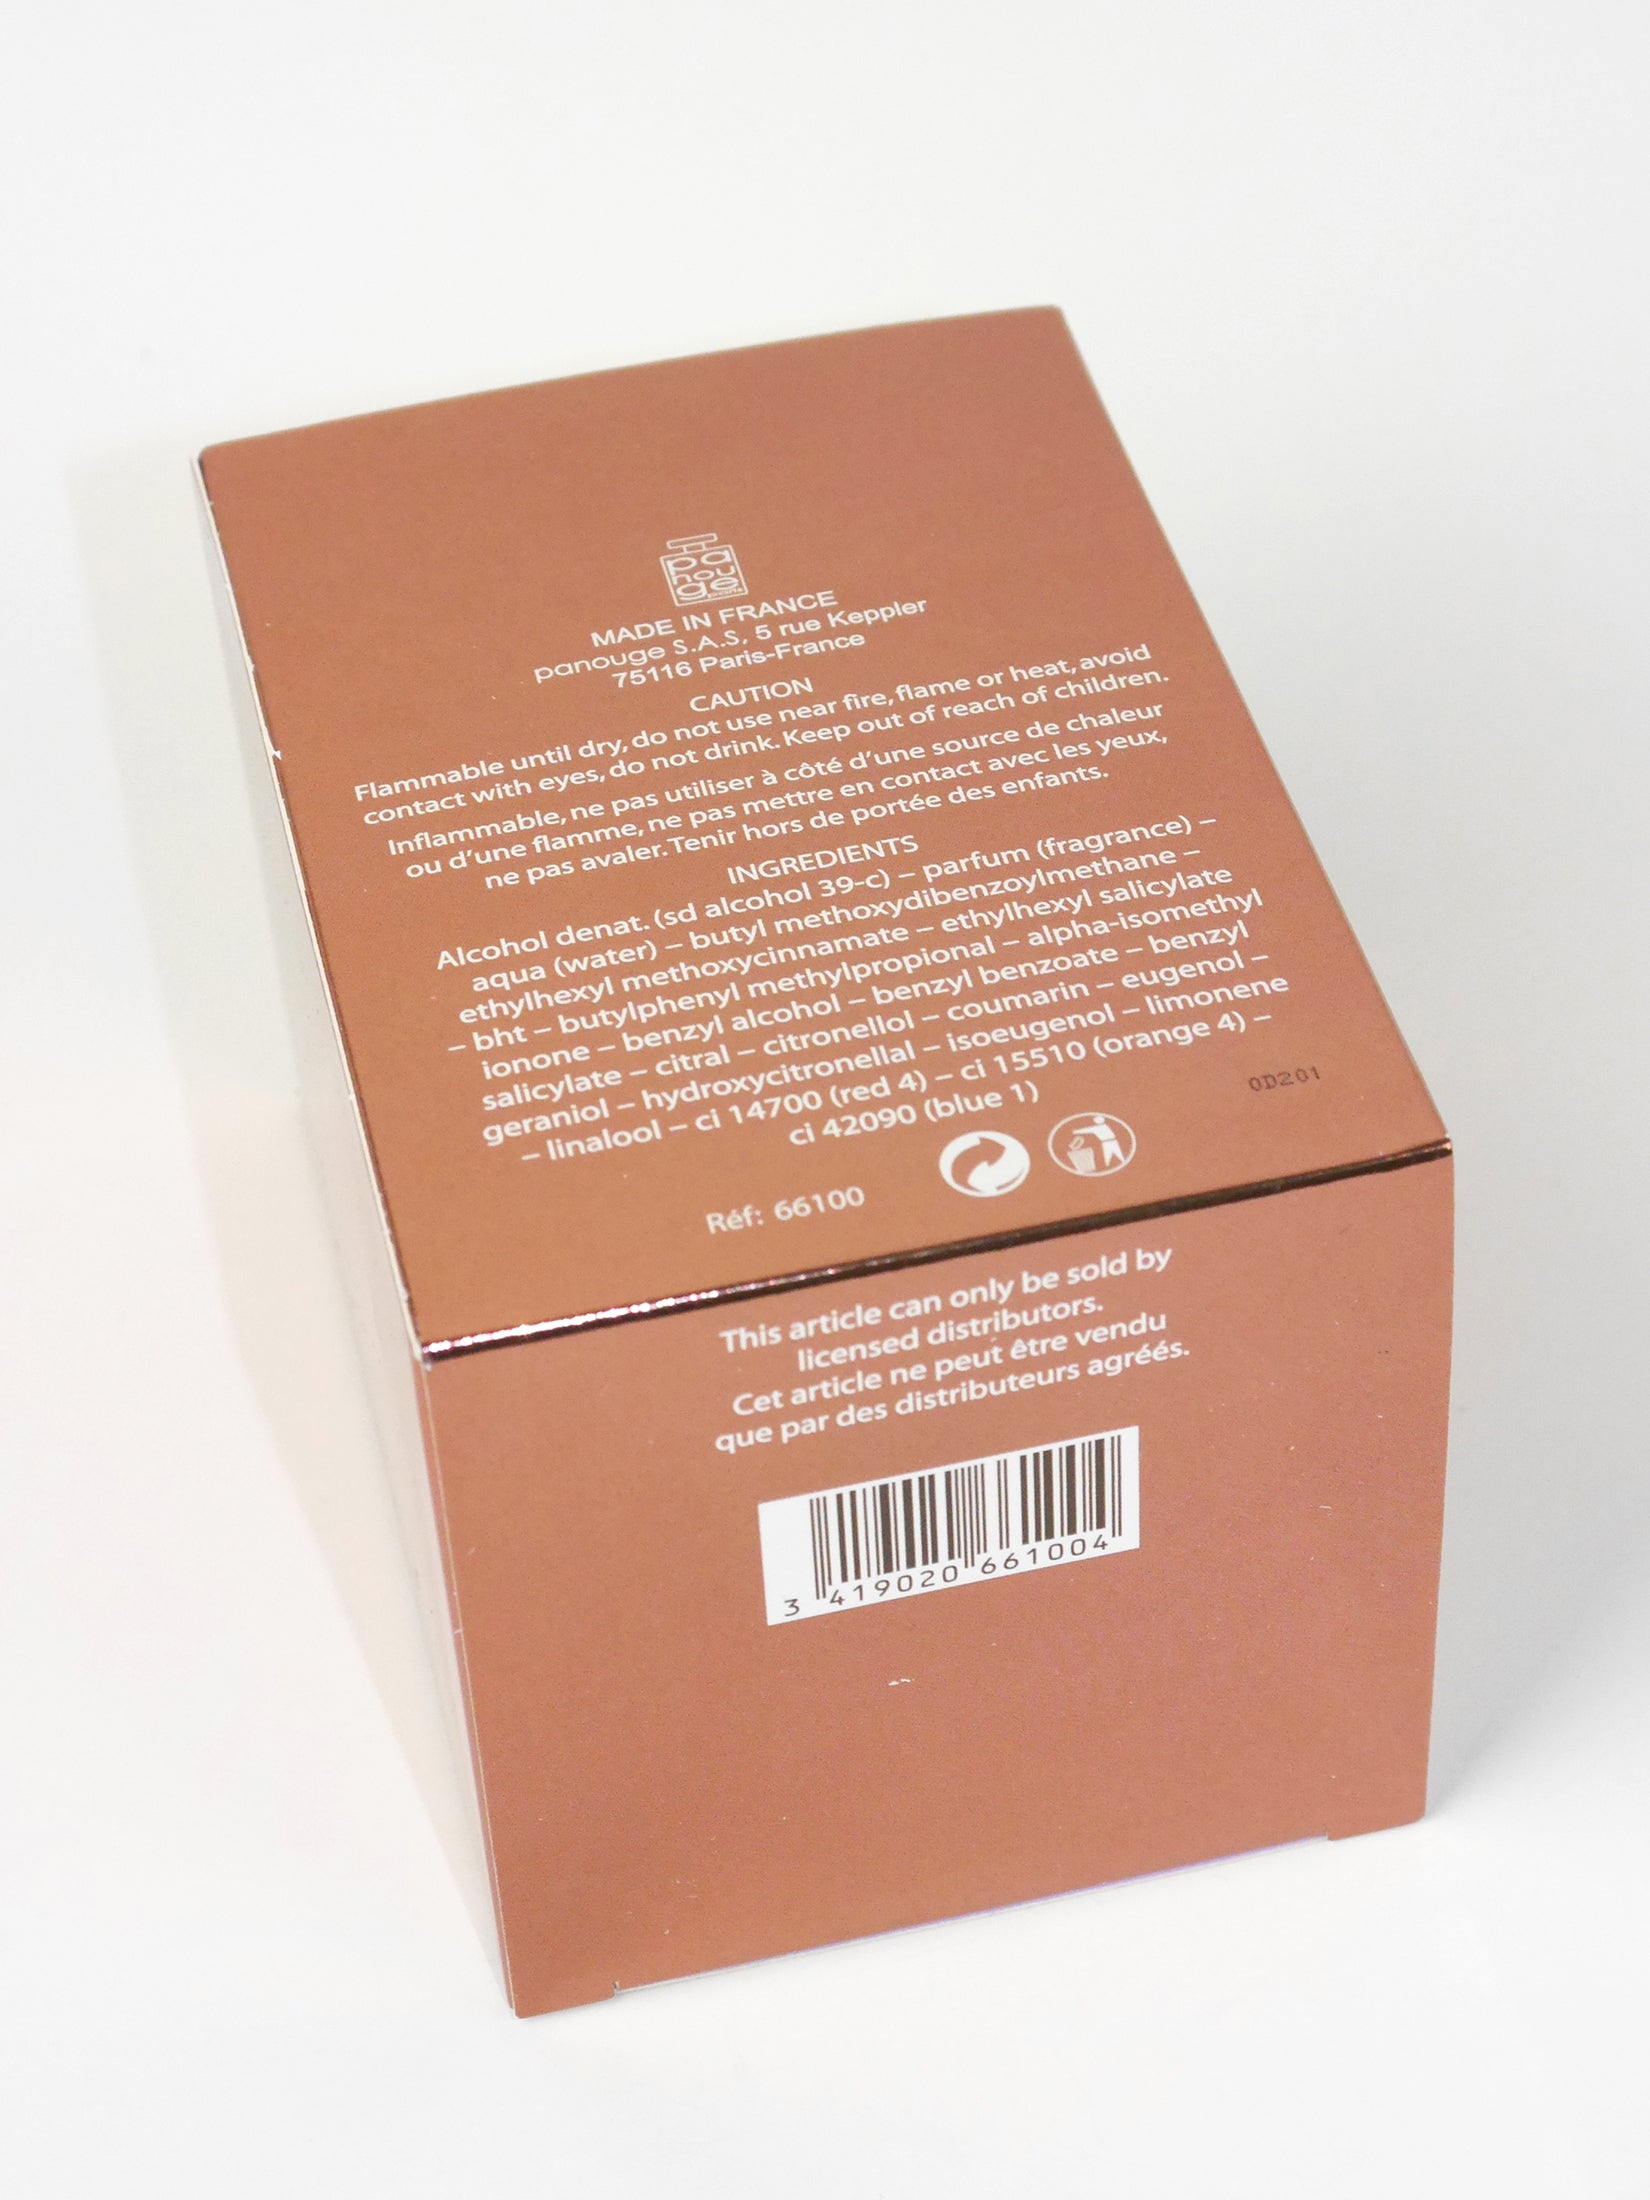 pa
nou
ge
paris
MADE IN FRANCE
panouge S.A.S, 5 rue Keppler
75116 Paris-France
CAUTION
Flammable until dry, do not use near fire, flame or heat, avoid
contact with eyes, do not drink. Keep out of reach of children.
Inflammable, ne pas utiliser à côté d'une source de chaleur
ou d'une flamme, ne pas mettre en contact avec les yeux,
ne pas avaler. Tenir hors de portée des enfants.
INGREDIENTS
Alcohol denat. (sd alcohol 39-c) – parfum (fragrance) –
aqua (water) – butyl methoxydibenzoylmethane –
ethylhexyl methoxycinnamate – ethylhexyl salicylate
– bht – butylphenyl methylpropional – alpha-isomethyl
ionone – benzyl alcohol – benzyl benzoate – benzyl
salicylate – citral – citronellol – coumarin – eugenol –
geraniol – hydroxycitronellal – isoeugenol – limonene
– linalool – ci 14700 (red 4) – ci 15510 (orange 4) –
ci 42090 (blue 1)
0D201
Réf: 66100
This article can only be sold by
licensed distributors.
Cet article ne peut être vendu
que par des distributeurs agréés.
3 419020 661004